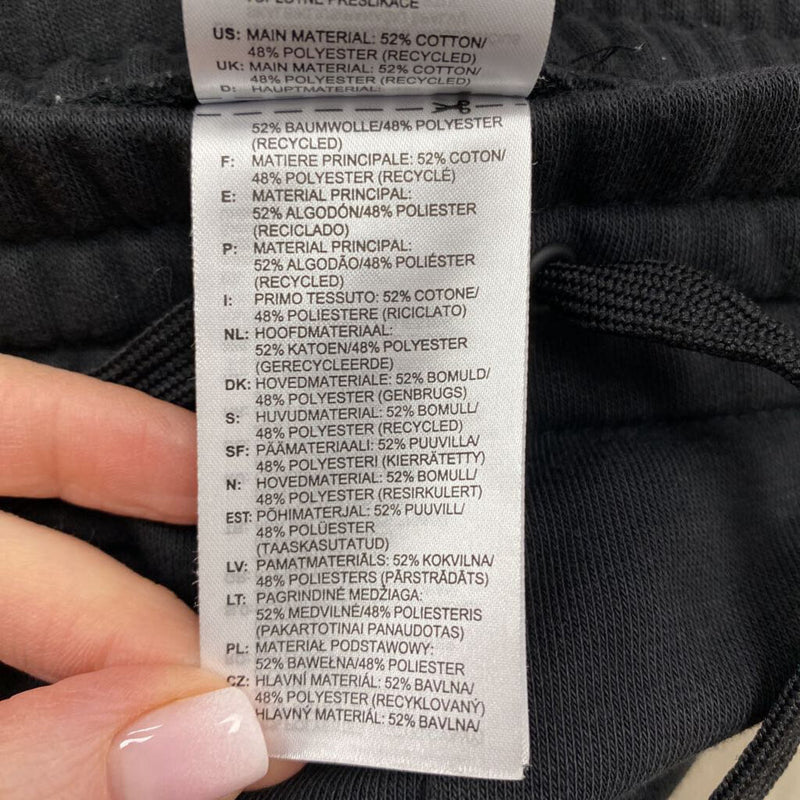 US: MAIN MATERIAL: 52% COTTON/
48% POLYESTER (RECYCLED)
UK: MAIN MATERIAL: 52% COTTON/
48% POLYESTER (RECYCLED)
D: HAUPTMATERIAL:
52% BAUMWOLLE/48% POLYESTER
(RECYCLED)
F: MATIERE PRINCIPALE: 52% COTON/
48% POLYESTER (RECYCLÉ)
E: MATERIAL PRINCIPAL:
52% ALGODÓN/48% POLIESTER
(RECICLADO)
P: MATERIAL PRINCIPAL:
52% ALGODÃO/48% POLIÉSTER
(RECYCLED)
I: PRIMO TESSUTO: 52% COTONE/
48% POLIESTERE (RICICLATO)
NL: HOOFDMATERIAAL:
52% KATOEN/48% POLYESTER
(GERECYCLEERDE)
DK: HOVEDMATERIALE: 52% BOMULD/
48% POLYESTER (GENBRUGS)
S: HUVUDMATERIAL: 52% BOMULL/
48% POLYESTER (RECYCLED)
SF: PÄÄMATERIAALI: 52% PUUVILLA/
48% POLYESTERI (KIERRÄTETTY)
N: HOVEDMATERIAL: 52% BOMULL/
48% POLYESTER (RESIRKULERT)
EST: PÕHIMATERJAL: 52% PUUVILL/
48% POLÜESTER
(TAASKASUTATUD)
LV: PAMATMATERIĀLS: 52% KOKVILNA/
48% POLIESTERS (PĀRSTRĀDĀTS)
LT: PAGRINDINĖ MEDŽIAGA:
52% MEDVILNĖ/48% POLIESTERIS
(PAKARTOTINAI PANAUDOTAS)
PL: MATERIAŁ PODSTAWOWY:
52% BAWEŁNA/48% POLIESTER
CZ: HLAVNÍ MATERIÁL: 52% BAVLNA/
48% POLYESTER (RECYKLOVANÝ)
HLAVNÝ MATERIÁL: 52% BAVLNA/